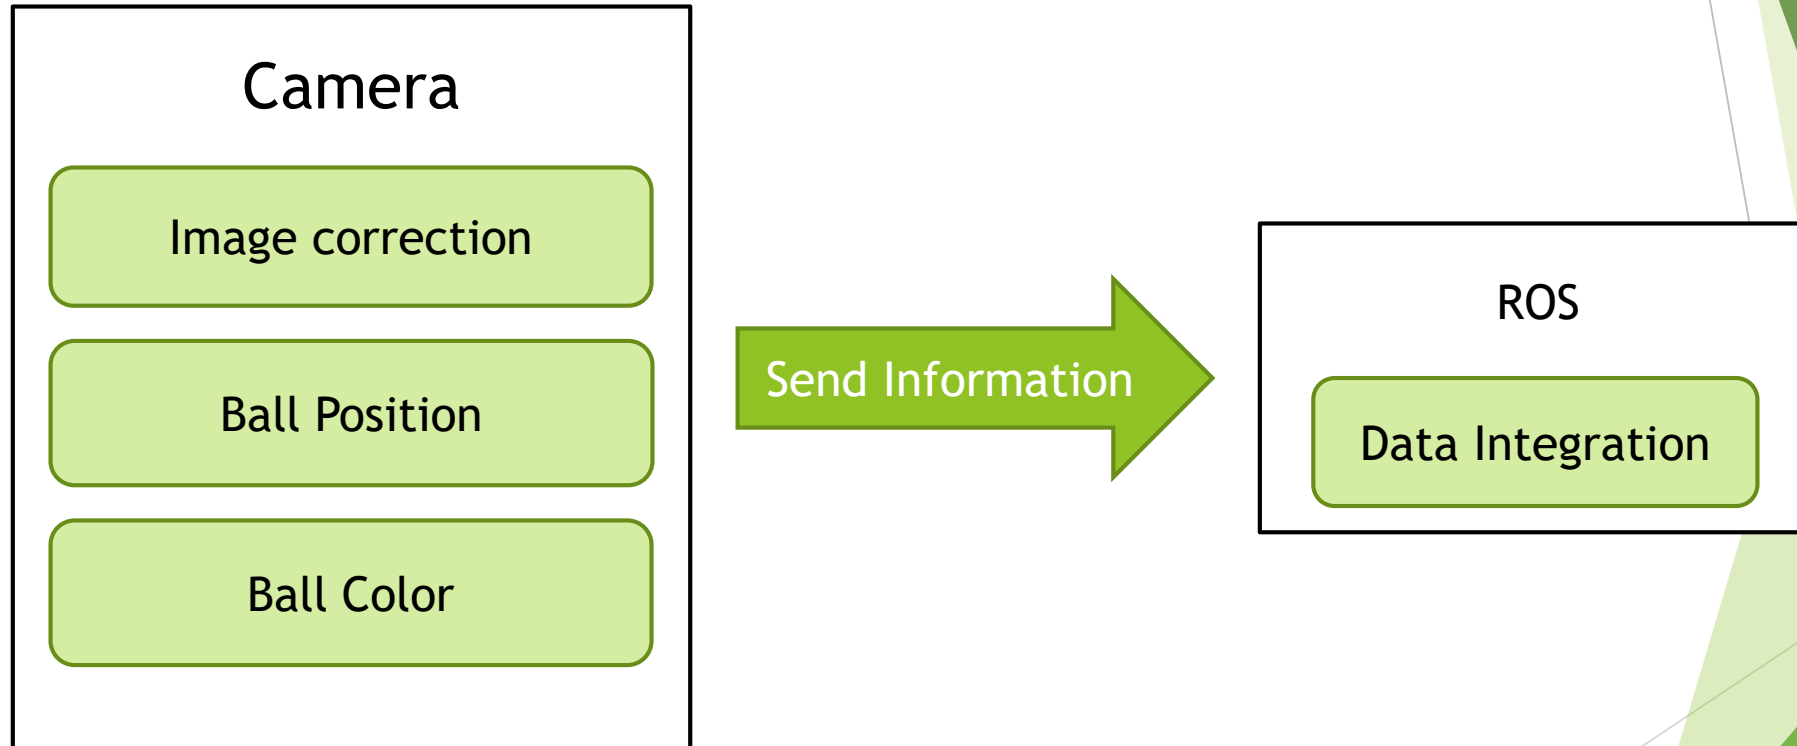 Camera
Image correction
Ball Position
Ball Color
Send Information
ROS
Data Integration